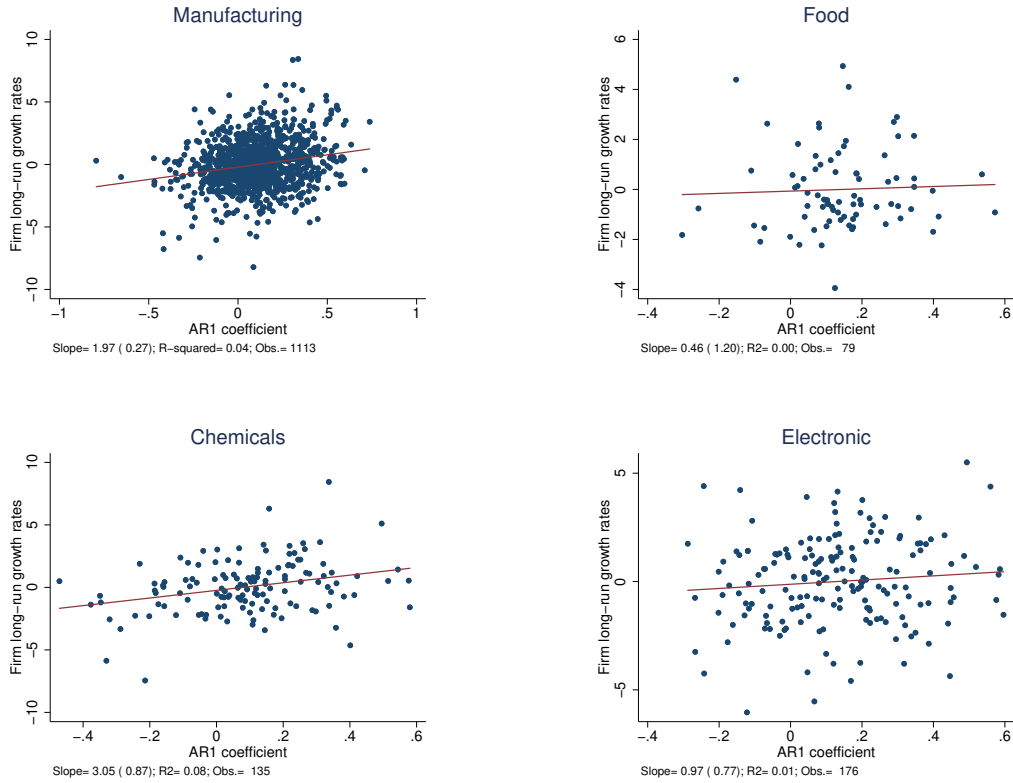 Manufacturing
10
5
0
−5
−10
Firm long−run growth rates
−1
−.5
0
.5
1
AR1 coefficient
Slope= 1.97 ( 0.27); R−squared= 0.04; Obs.= 1113
Food
6
4
2
0
−2
−4
Firm long−run growth rates
0
.2
.4
.6
−.4
−.2
AR1 coefficient
Slope= 0.46 ( 1.20); R2= 0.00; Obs.= 79
Chemicals
10
5
0
−5
−10
Firm long−run growth rates
−.4
−.2
0
.2
.4
.6
AR1 coefficient
Slope= 3.05 ( 0.87); R2= 0.08; Obs.= 135
Electronic
5
0
−5
Firm long−run growth rates
−.4
−.2
0
.2
.4
.6
AR1 coefficient
Slope= 0.97 ( 0.77); R2= 0.01; Obs.= 176